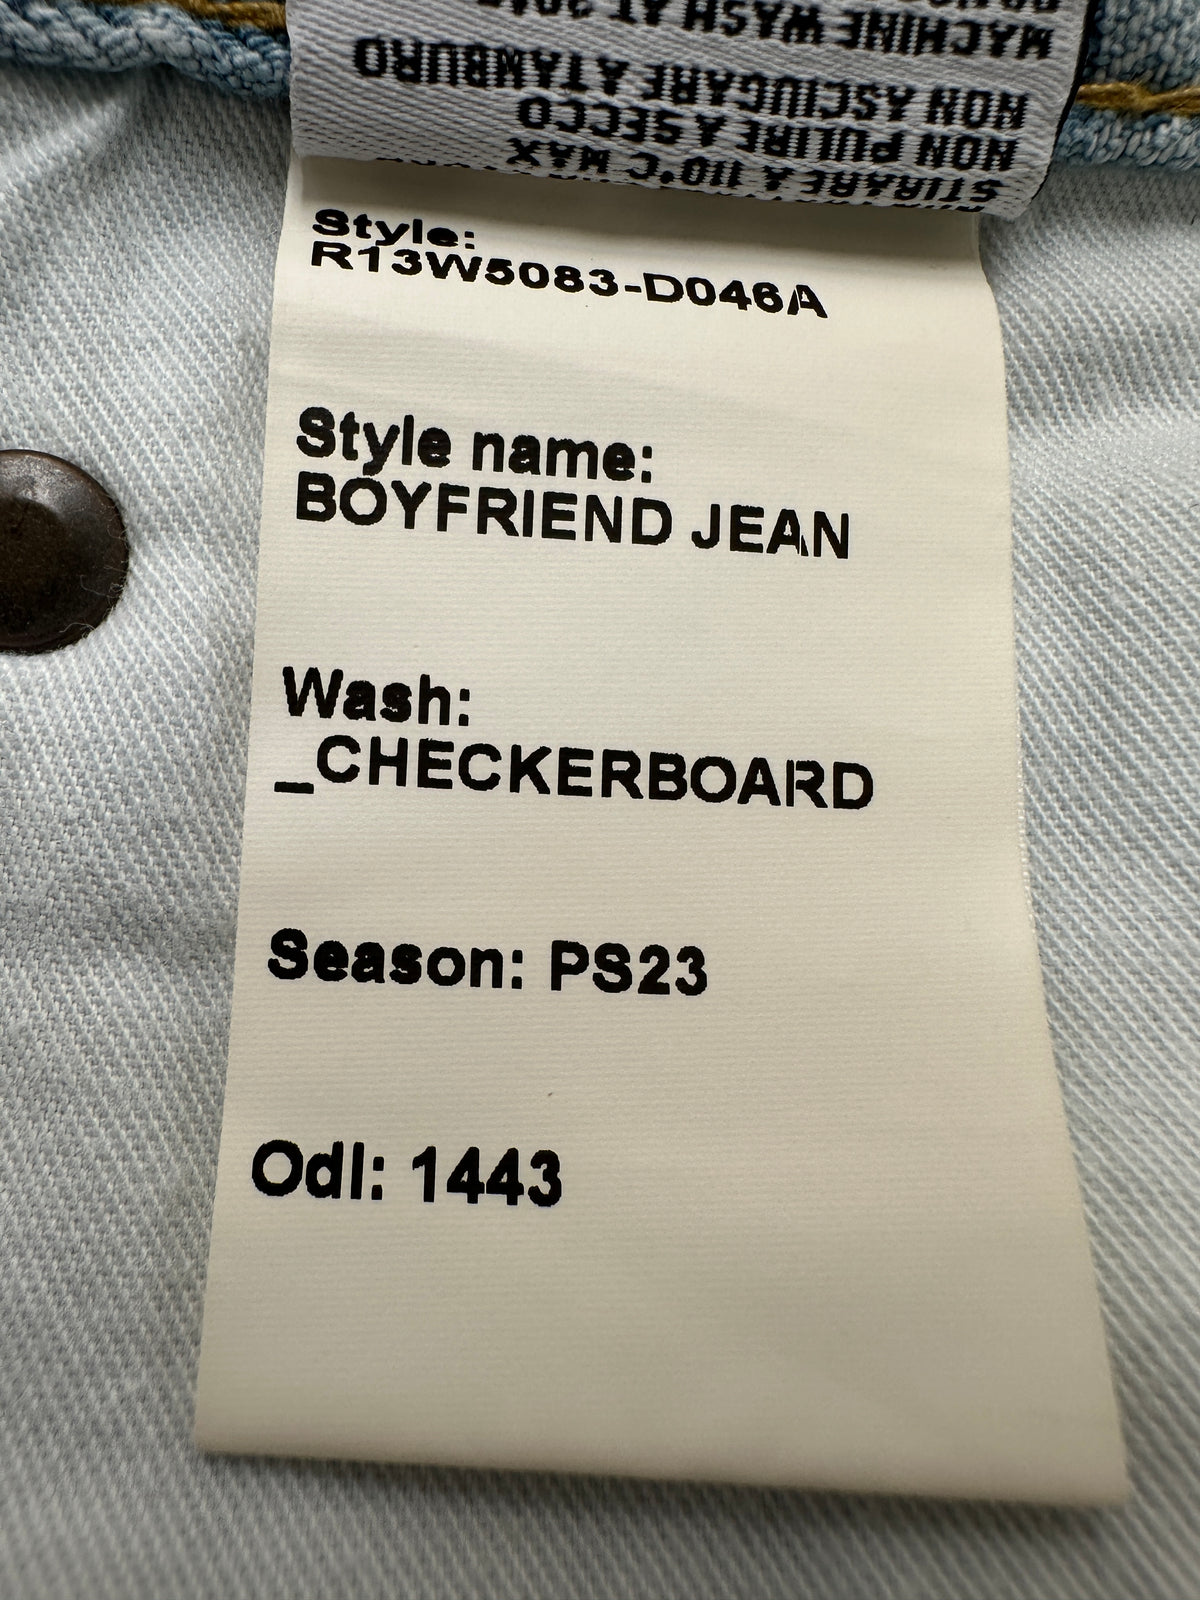 Style:
R13W5083-D046A
Style name:
BOYFRIEND JEAN
Wash:
_CHECKERBOARD
Season: PS23
Odl: 1443
STIRARE A 110°C MAX
NON PULIRE A SECCO
NON ASCIUGARE A TAMBURO
MACHINE WASH AT